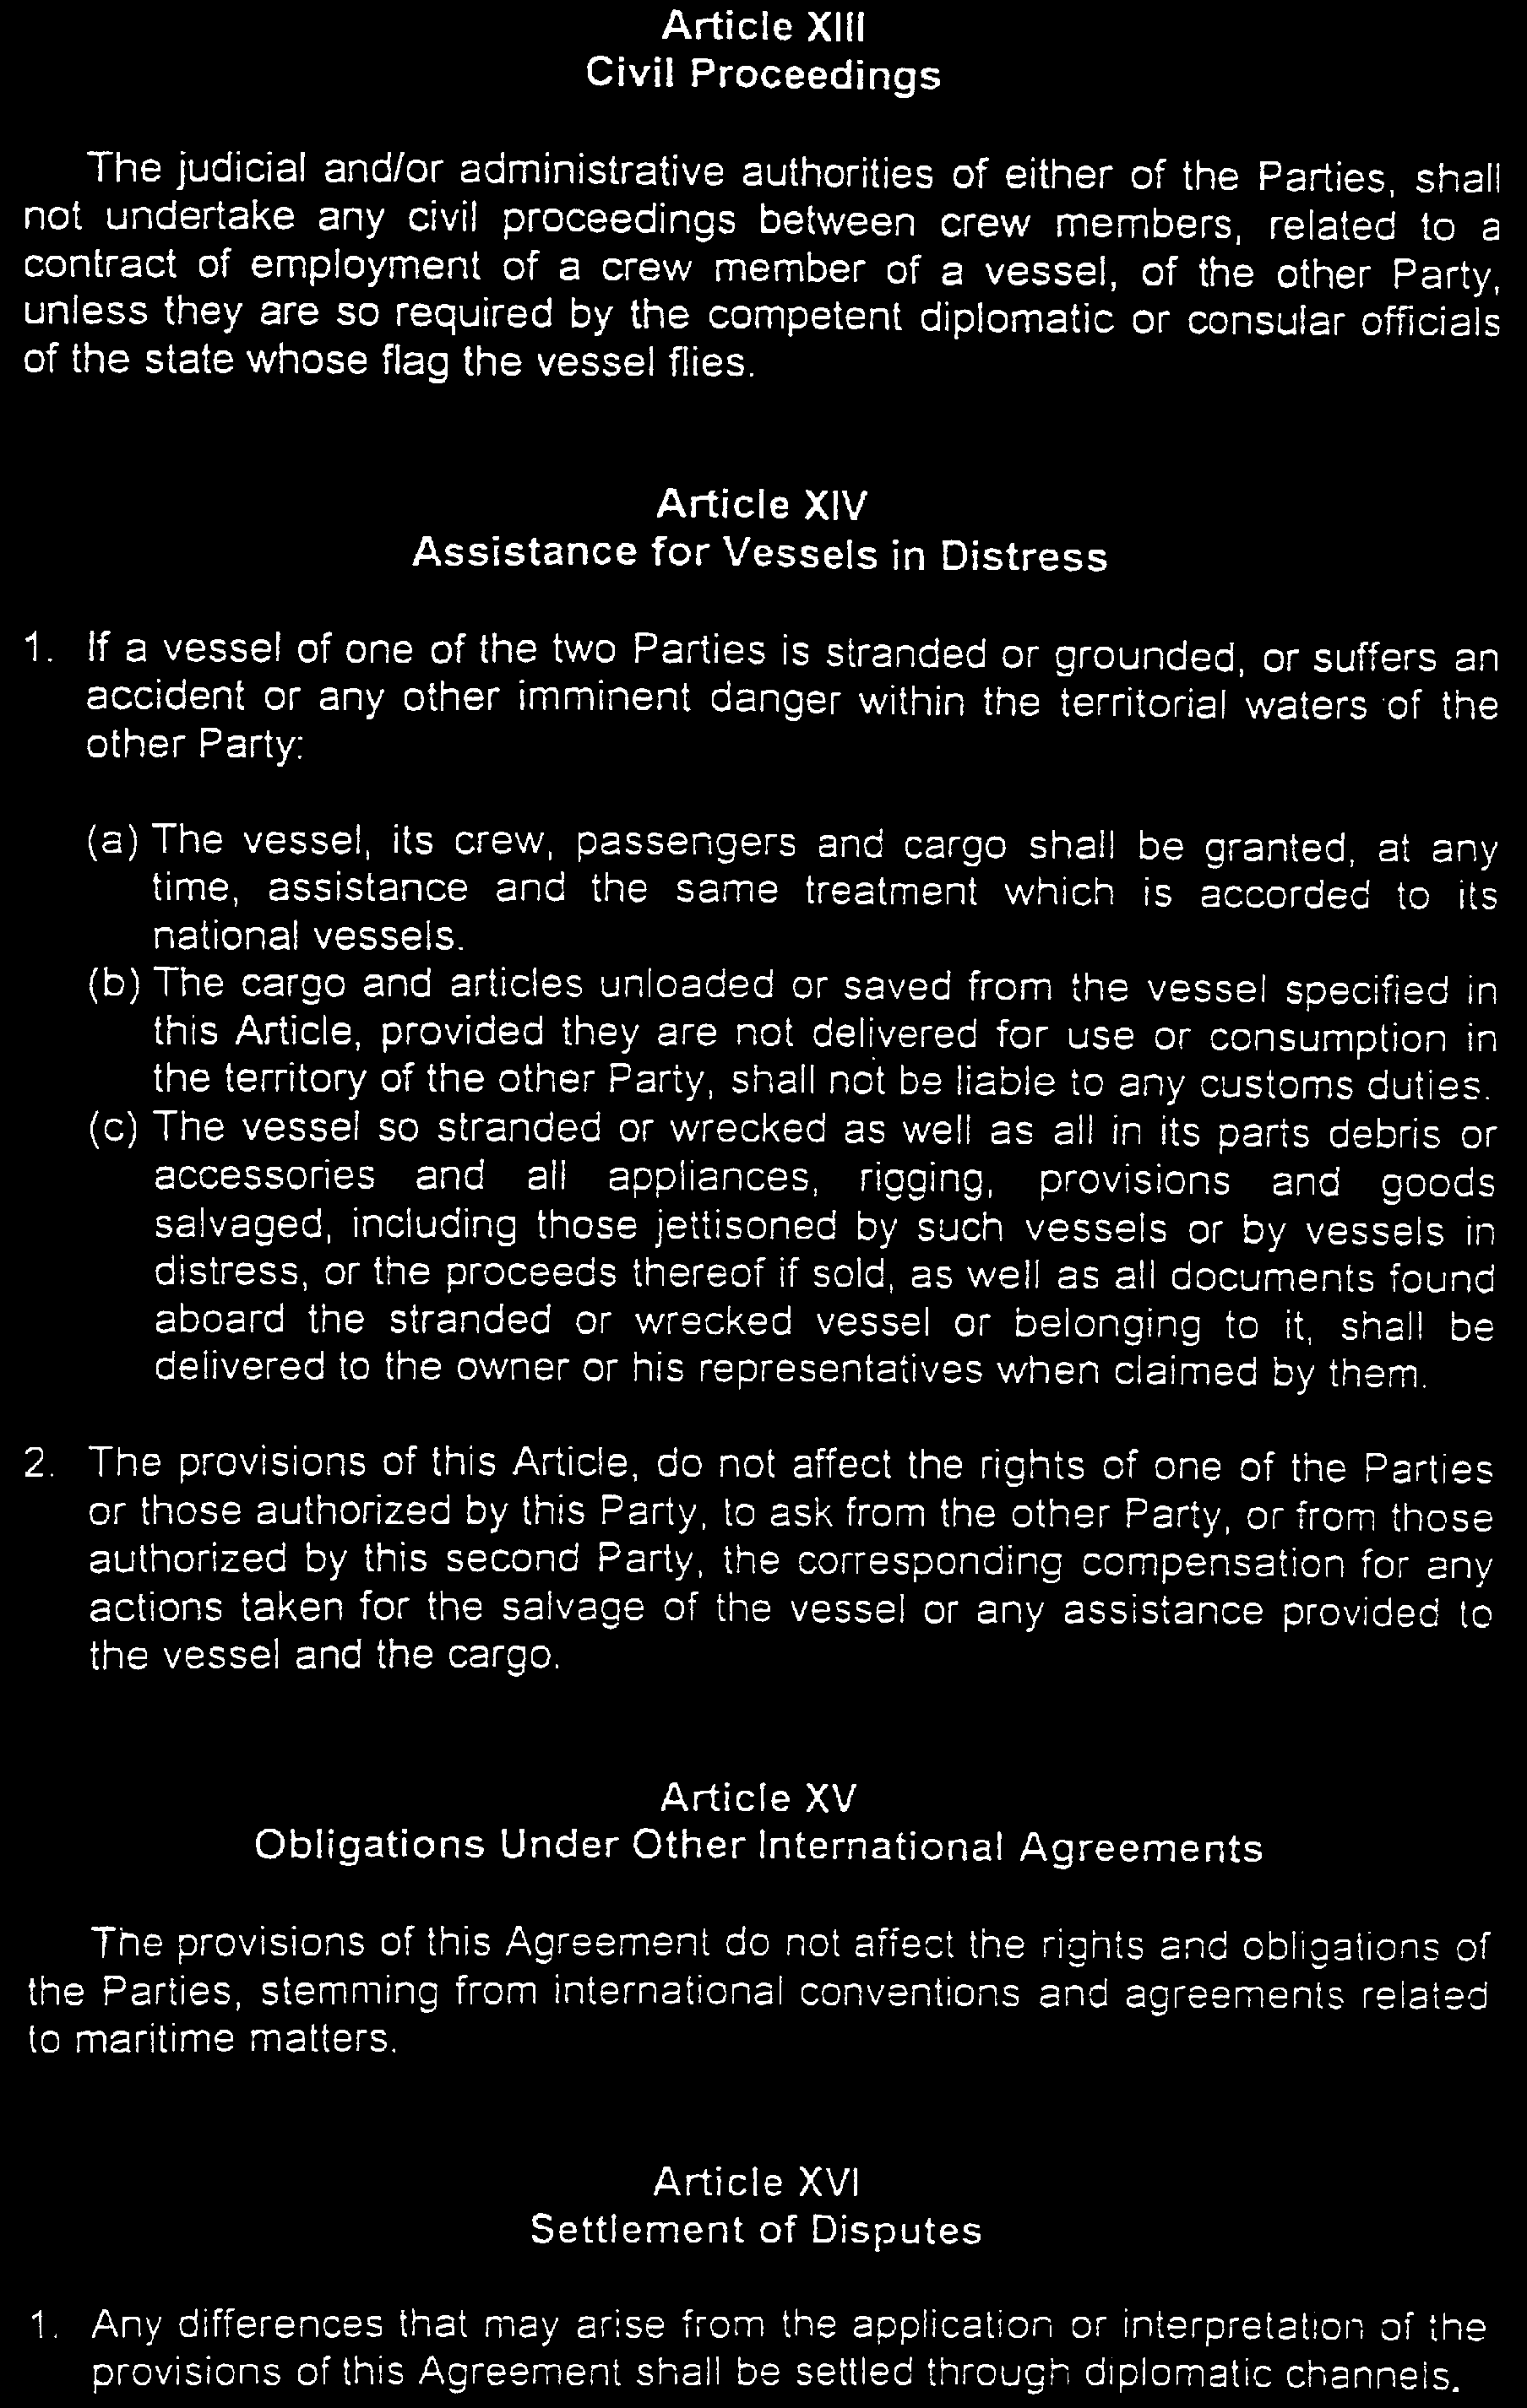 Article XIII
Civil Proceedings
The judicial and/or administrative authorities of either of the Parties, shall
not undertake any civil proceedings between crew members, related to a
contract of employment of a crew member of a vessel, of the other Party,
unless they are so required by the competent diplomatic or consular officials
of the state whose flag the vessel flies.
Article XIV
Assistance for Vessels in Distress
1. If a vessel of one of the two Parties is stranded or grounded, or suffers an
accident or any other imminent danger within the territorial waters of the
other Party:
(a) The vessel, its crew, passengers and cargo shall be granted, at any
time, assistance and the same treatment which is accorded to its
national vessels.
(b) The cargo and articles unloaded or saved from the vessel specified in
this Article, provided they are not delivered for use or consumption in
the territory of the other Party, shall not be liable to any customs duties.
(c) The vessel so stranded or wrecked as well as all in its parts debris or
accessories and all appliances, rigging, provisions and goods
salvaged, including those jettisoned by such vessels or by vessels in
distress, or the proceeds thereof if sold, as well as all documents found
aboard the stranded or wrecked vessel or belonging to it, shall be
delivered to the owner or his representatives when claimed by them.
2. The provisions of this Article, do not affect the rights of one of the Parties
or those authorized by this Party, to ask from the other Party, or from those
authorized by this second Party, the corresponding compensation for any
actions taken for the salvage of the vessel or any assistance provided to
the vessel and the cargo.
Article XV
Obligations Under Other International Agreements
The provisions of this Agreement do not affect the rights and obligations of
the Parties, stemming from international conventions and agreements related
to maritime matters.
Article XVI
Settlement of Disputes
1. Any differences that may arise from the application or interpretation of the
provisions of this Agreement shall be settled through diplomatic channels.